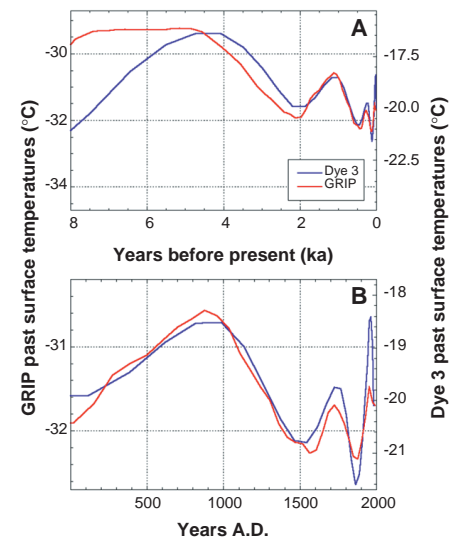 A
-30
-32
-34
-17.5
-20.0
-22.5
Dye 3
GRIP
8 6 4 2 0
Years before present (ka)
GRIP past surface temperatures (°C)
Dye 3 past surface temperatures (°C)
B
-31
-32
-18
-19
-20
-21
500 1000 1500 2000
Years A.D.